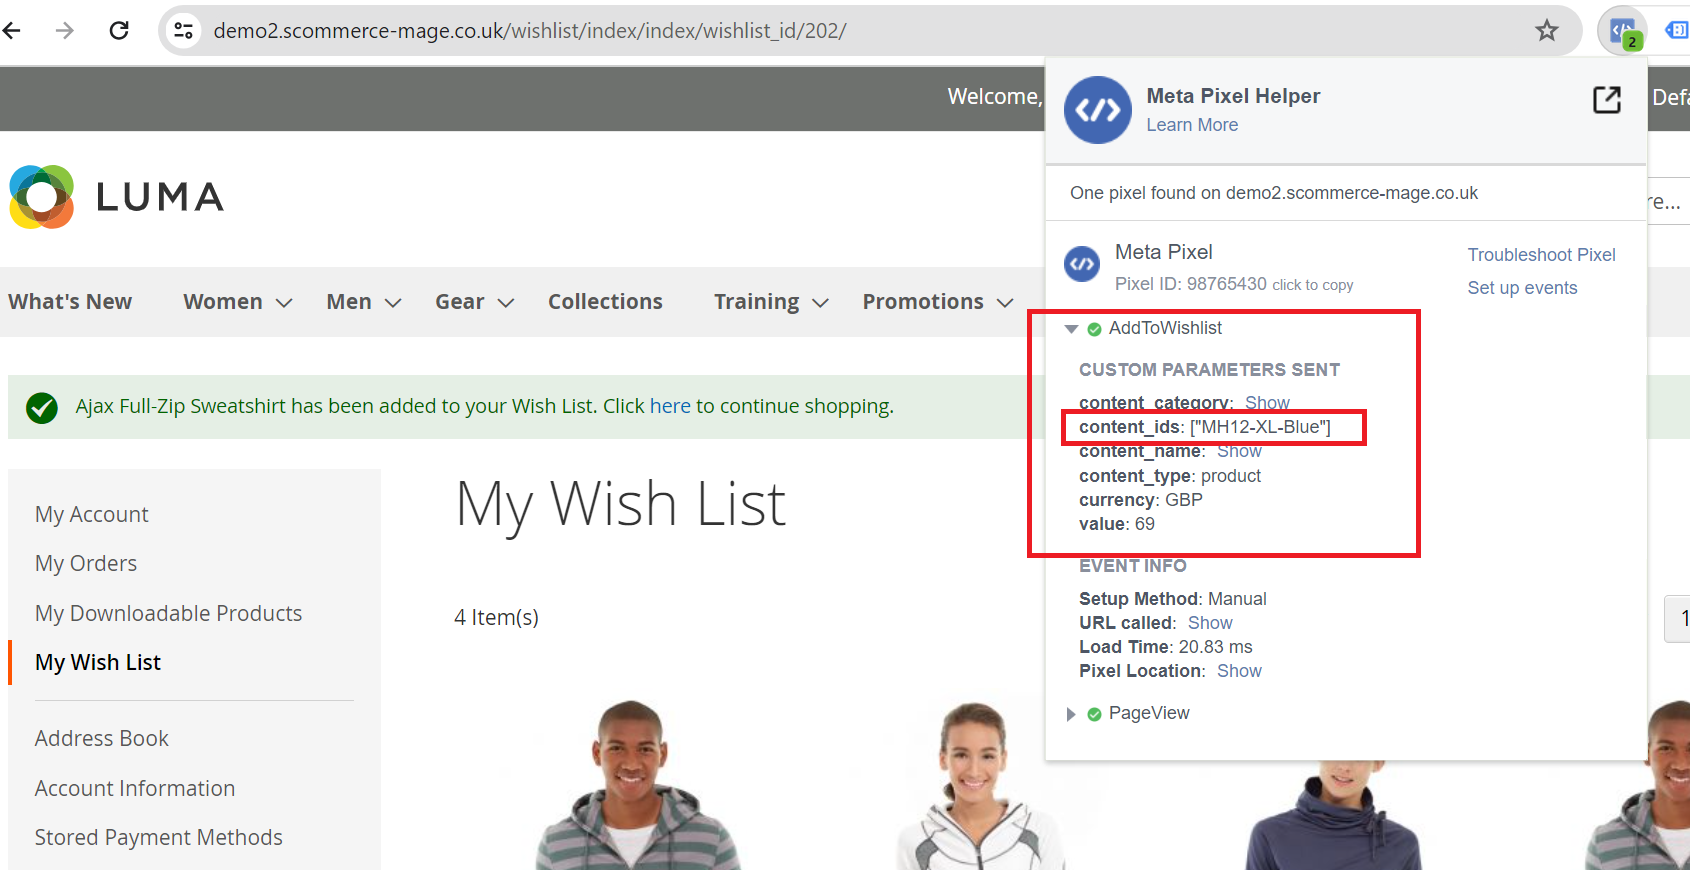 demo2.scommerce-mage.co.uk/wishlist/index/index/wishlist_id/202/
2
Welcome,
Meta Pixel Helper
Learn More
One pixel found on demo2.scommerce-mage.co.uk
LUMA
Meta Pixel
Pixel ID: 98765430 click to copy
Troubleshoot Pixel
Set up events
What's New Women Men Gear Collections Training Promotions
AddToWishlist
CUSTOM PARAMETERS SENT
content_category: Show
content_ids: ["MH12-XL-Blue"]
content_name: Show
content_type: product
currency: GBP
value: 69
EVENT INFO
Setup Method: Manual
URL called: Show
Load Time: 20.83 ms
Pixel Location: Show
PageView
Ajax Full-Zip Sweatshirt has been added to your Wish List. Click here to continue shopping.
My Account
My Orders
My Downloadable Products
My Wish List
Address Book
Account Information
Stored Payment Methods
My Wish List
4 Item(s)
1